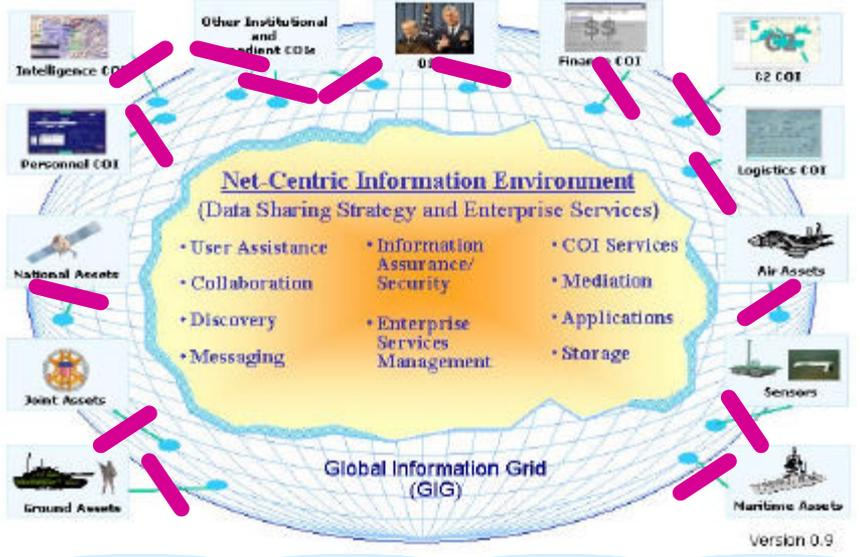 Other Institutional
and
COIs
Intelligence
Finance COI
C2 COI
Personnel COI
Logistics COI
Net-Centric Information Environment
(Data Sharing Strategy and Enterprise Services)
• User Assistance
• Collaboration
• Discovery
• Messaging
• Information
Assurance/
Security
• Enterprise
Services
Management
• COI Services
• Mediation
• Applications
• Storage
National Assets
Air Assets
Joint Assets
Sensors
Global Information Grid
(GIG)
Ground Assets
Maritime Assets
Version 0.9